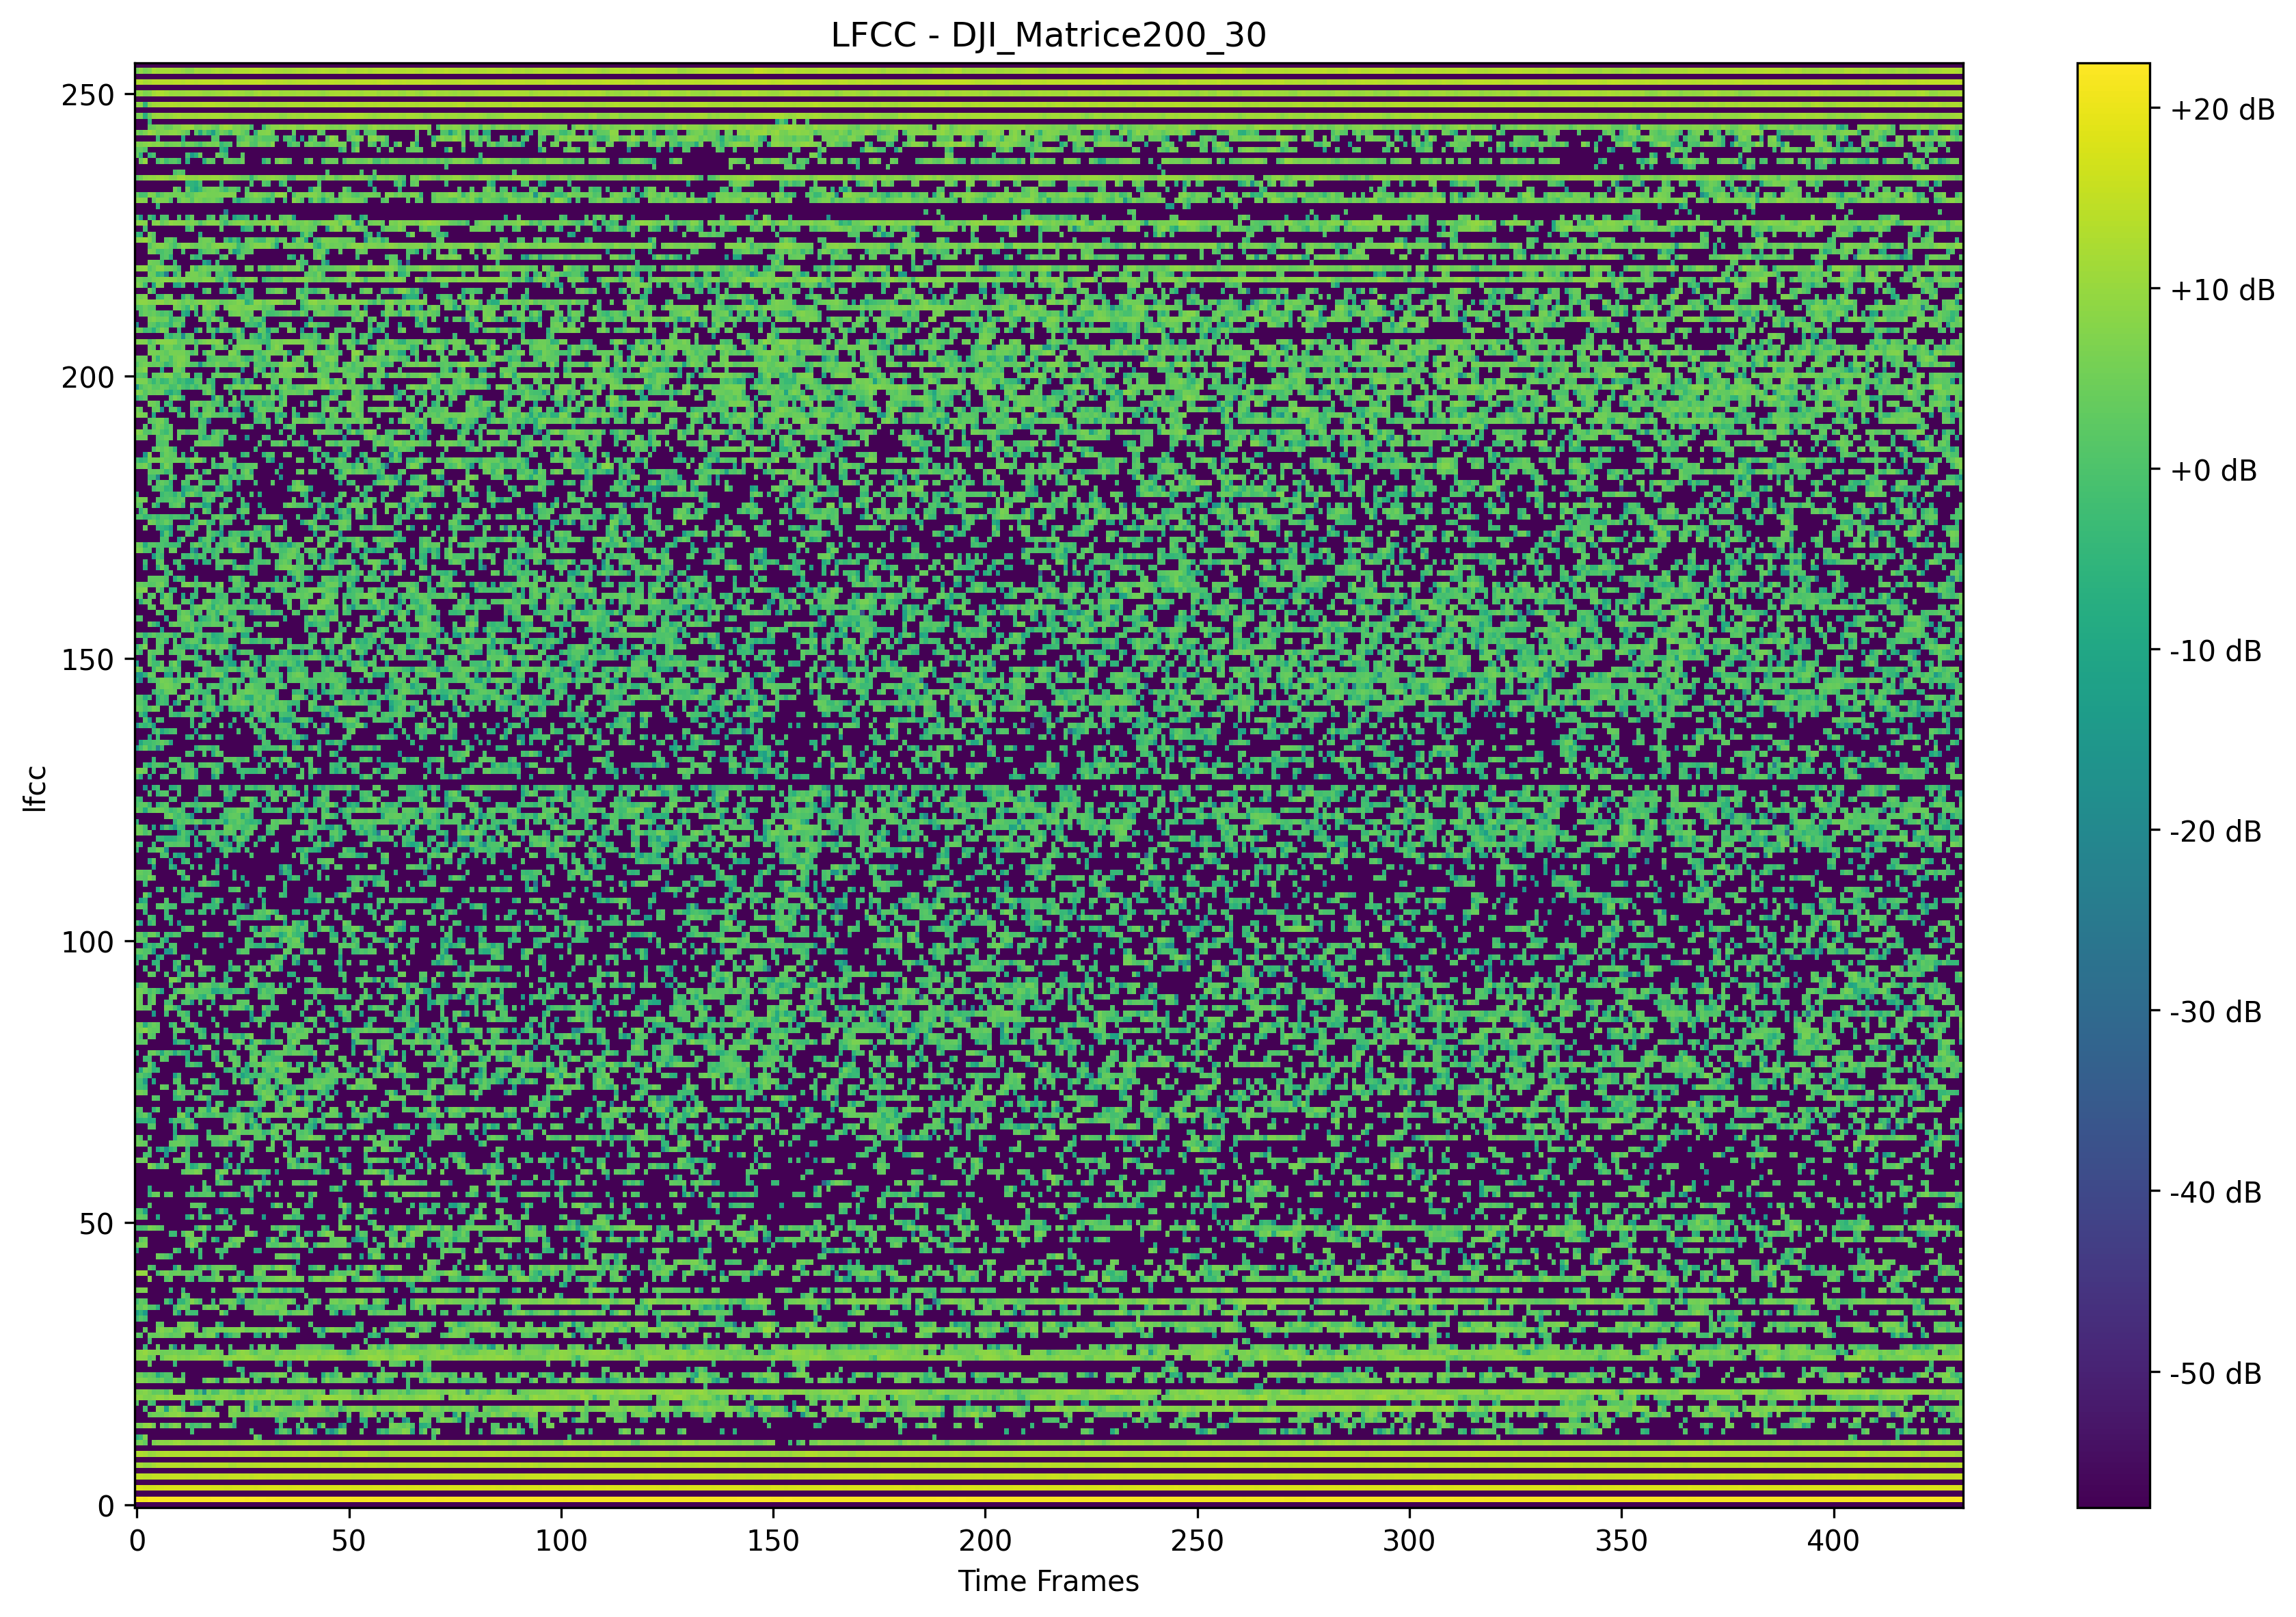 LFCC - DJI_Matrice200_30
250
200
150
100
50
0
lfcc
0 50 100 150 200 250 300 350 400
Time Frames
+20 dB
+10 dB
+0 dB
-10 dB
-20 dB
-30 dB
-40 dB
-50 dB